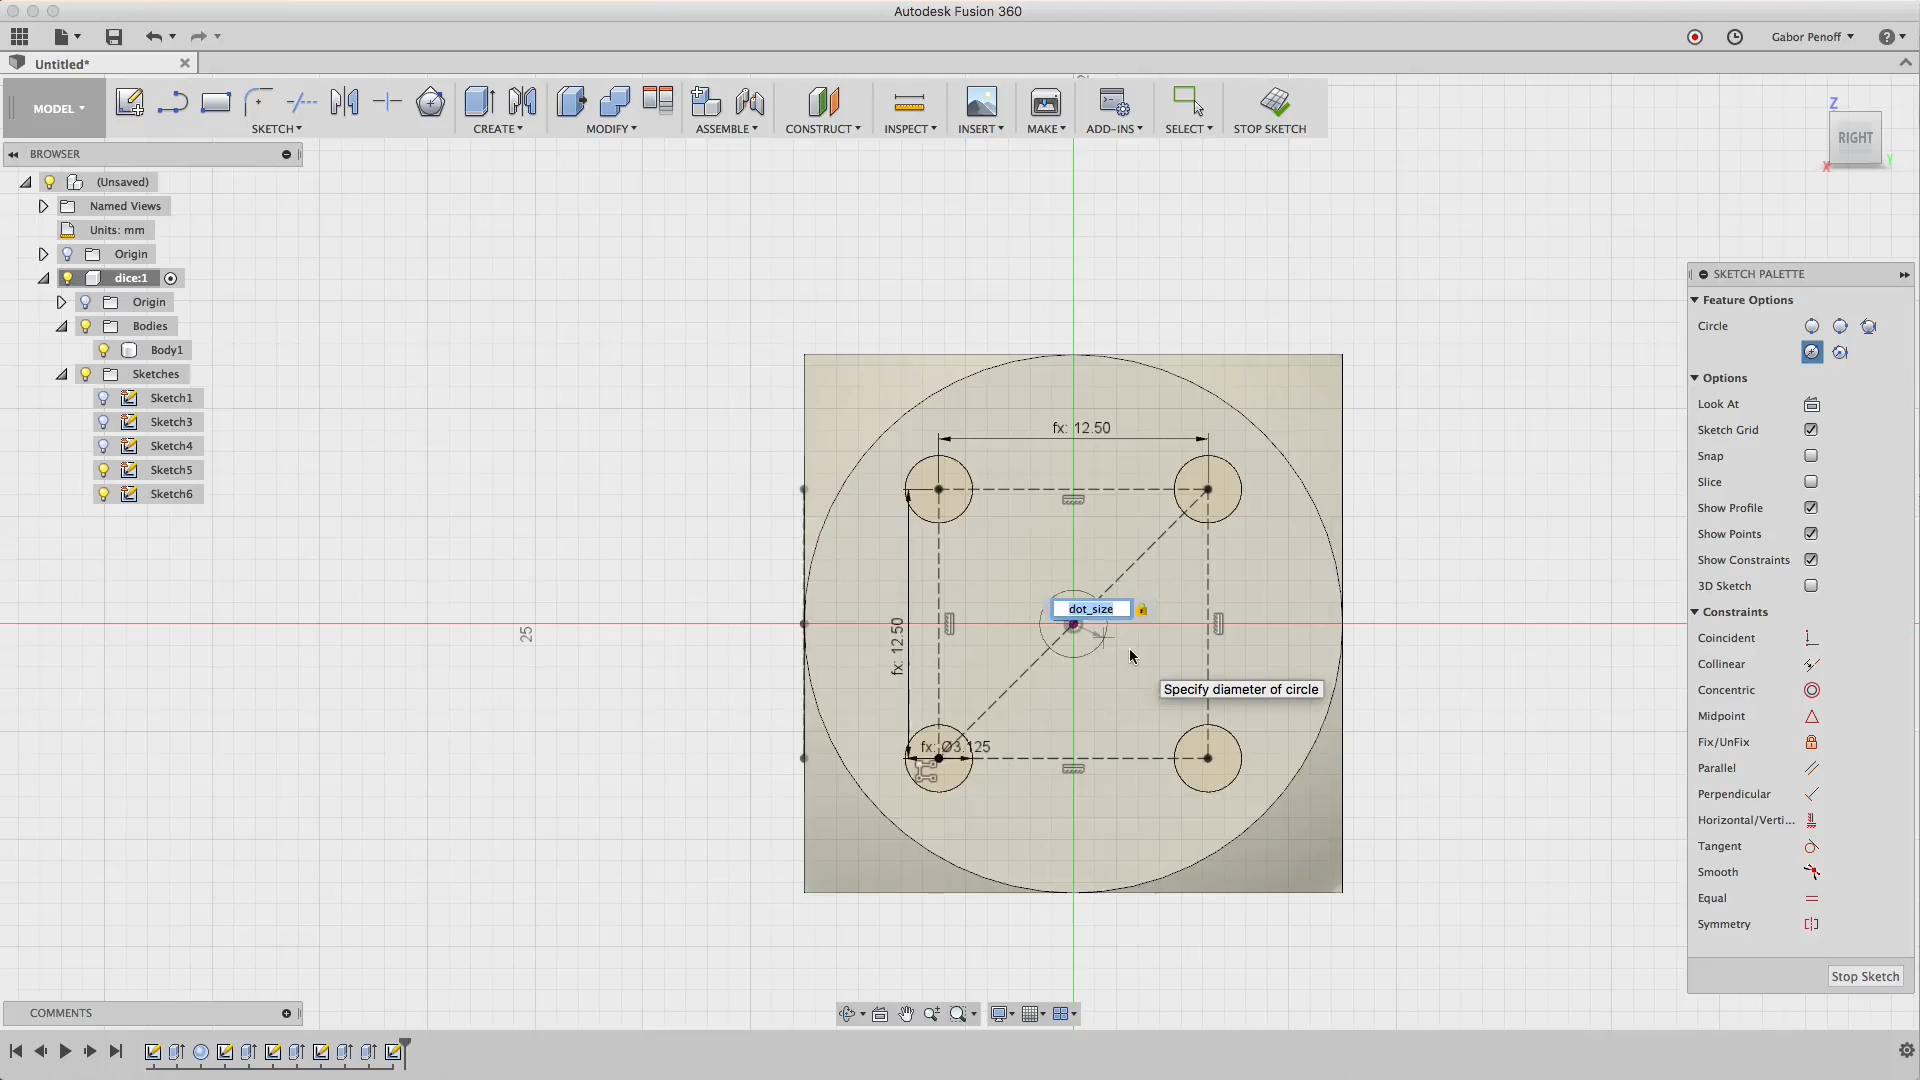 Autodesk Fusion 360
Gabor Penoff
Untitled*
MODEL
SKETCH
CREATE
MODIFY
ASSEMBLE
CONSTRUCT
INSPECT
INSERT
MAKE
ADD-INS
SELECT
STOP SKETCH
BROWSER
(Unsaved)
Named Views
Units: mm
Origin
dice:1
Origin
Bodies
Body1
Sketches
Sketch1
Sketch3
Sketch4
Sketch5
Sketch6
Z
RIGHT
X
Y
fx: 12.50
fx: 12.50
25
dot_size
Specify diameter of circle
fx: Ø3.125
SKETCH PALETTE
Feature Options
Circle
Options
Look At
Sketch Grid
Snap
Slice
Show Profile
Show Points
Show Constraints
3D Sketch
Constraints
Coincident
Collinear
Concentric
Midpoint
Fix/UnFix
Parallel
Perpendicular
Horizontal/Verti...
Tangent
Smooth
Equal
Symmetry
Stop Sketch
COMMENTS